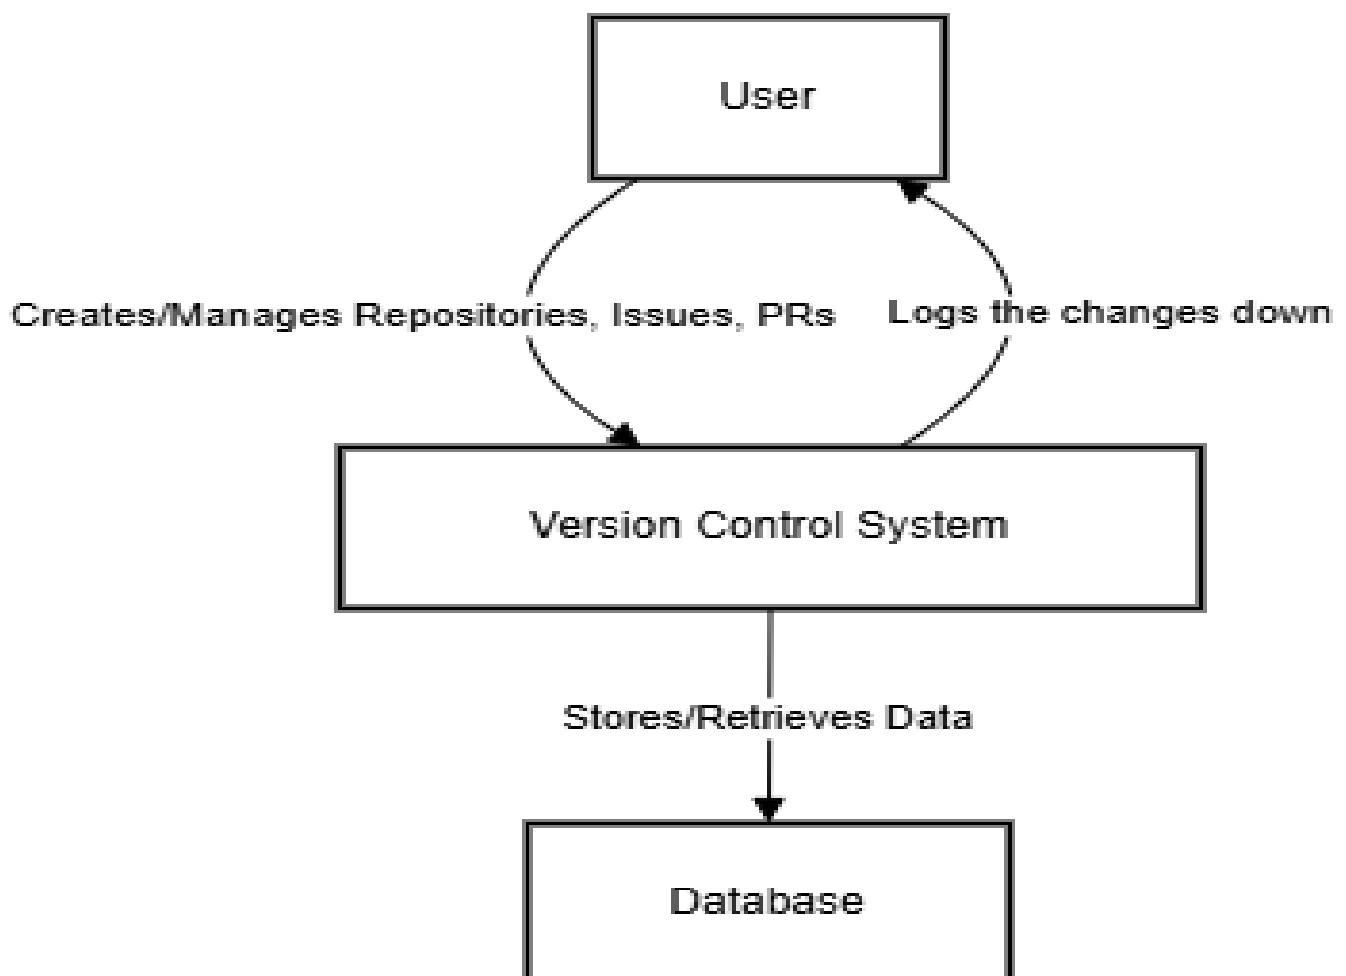 User
Creates/Manages Repositories, Issues, PRs
Logs the changes down
Version Control System
Stores/Retrieves Data
Database